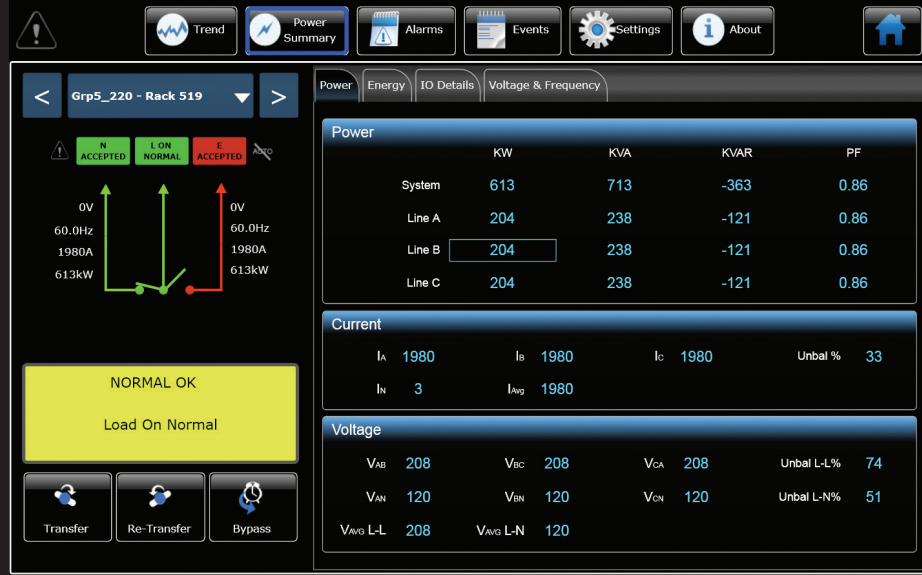 Trend Power Summary Alarms Events Settings About
< Grp5_220 - Rack 519 >
N ACCEPTED L ON NORMAL E ACCEPTED AUTO
0V 0V
60.0Hz 60.0Hz
1980A 1980A
613kW 613kW
NORMAL OK
Load On Normal
Transfer Re-Transfer Bypass
Power Energy IO Details Voltage & Frequency
Power
KW KVA KVAR PF
System 613 713 -363 0.86
Line A 204 238 -121 0.86
Line B 204 238 -121 0.86
Line C 204 238 -121 0.86
Current
IA 1980 IB 1980 IC 1980 Unbal % 33
IN 3 IAvg 1980
Voltage
VAB 208 VBC 208 VCA 208 Unbal L-L% 74
VAN 120 VBN 120 VCN 120 Unbal L-N% 51
VAVG L-L 208 VAVG L-N 120